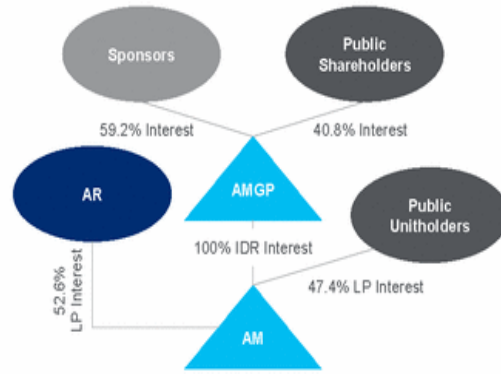 Sponsors
Public
Shareholders
59.2% Interest
40.8% Interest
AR
AMGP
Public
Unitholders
100% IDR Interest
52.6%
LP Interest
47.4% LP Interest
AM